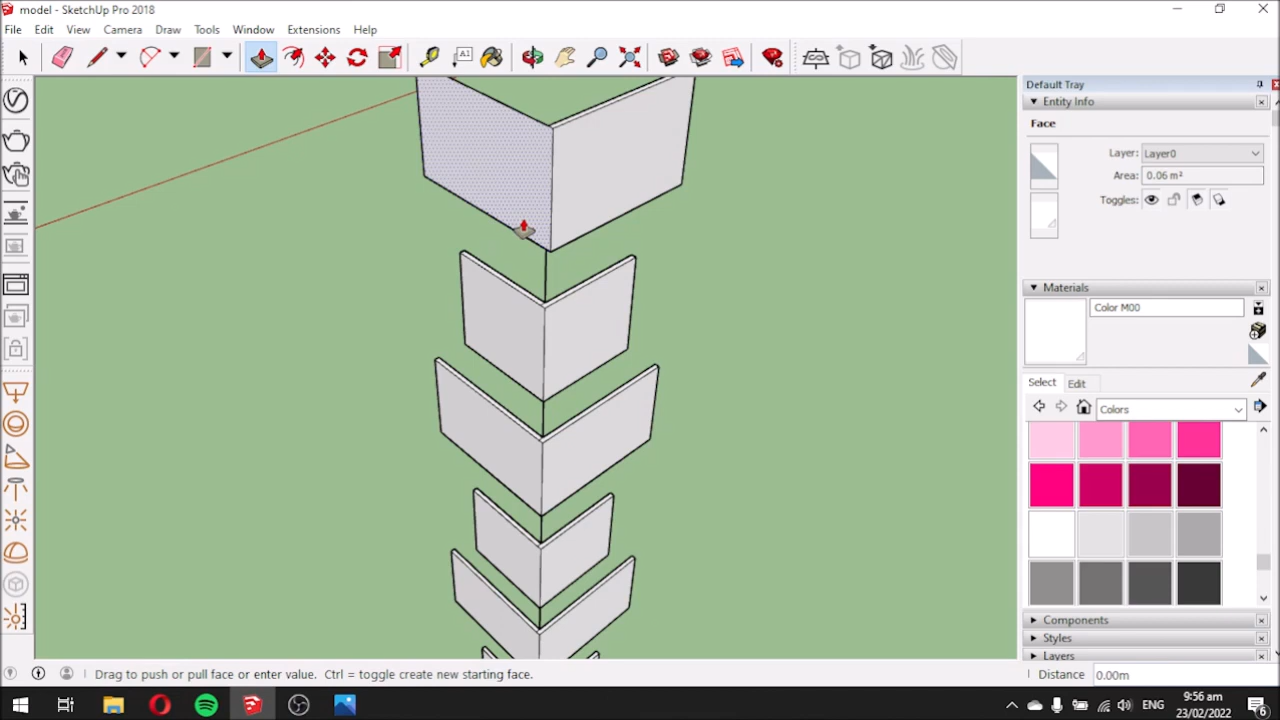 model - SketchUp Pro 2018
File Edit View Camera Draw Tools Window Extensions Help
A1
Default Tray
Entity Info
Face
Layer: Layer0
Area: 0.06 m²
Toggles:
Materials
Color M00
Select Edit
Colors
Components
Styles
Layers
Drag to push or pull face or enter value. Ctrl = toggle create new starting face.
Distance 0.00m
ENG
9:56 am
23/02/2022
6